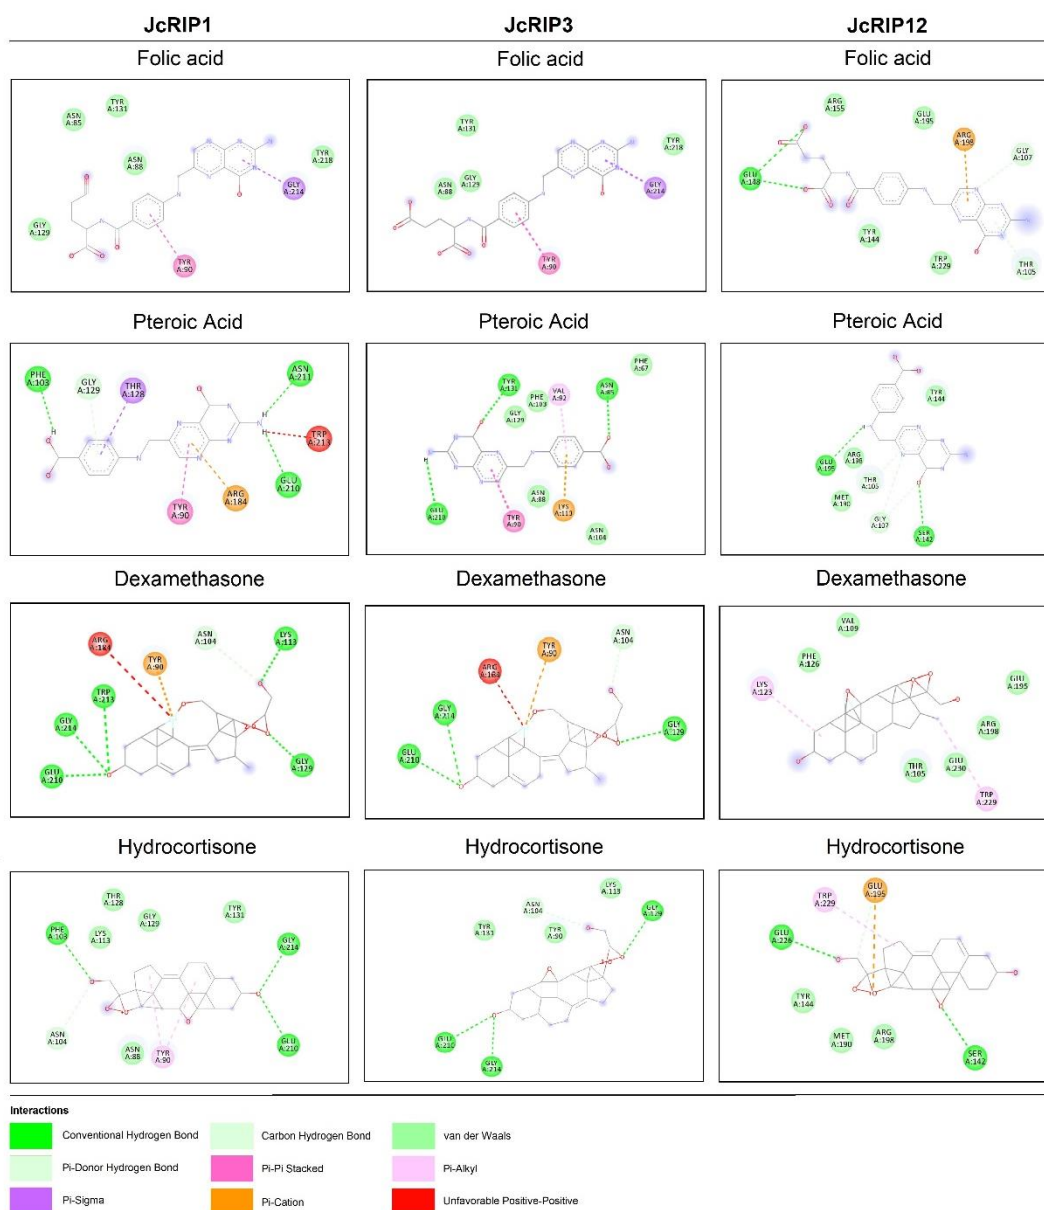 JcRIP1 JcRIP3 JcRIP12
Folic acid Folic acid Folic acid
TYR A:131
ASN A:85
ASN A:88
TYR A:218
GLY A:214
GLY A:129
TYR A:90
TYR A:131
TYR A:218
ASN A:88
GLY A:129
GLY A:214
TYR A:90
ARG A:155
GLU A:195
ARG A:198
GLY A:107
GLU A:148
TYR A:144
TRP A:229
THR A:105
Pteroic Acid Pteroic Acid Pteroic Acid
PHE A:103
GLY A:129
THR A:128
ASN A:211
H
H
H
TRP A:213
GLU A:210
ARG A:184
TYR A:90
PHE A:67
TYR A:131
PHE A:103
VAL A:92
ASN A:85
GLY A:129
H
ASN A:88
GLU A:213
TYR A:90
LYS A:113
ASN A:104
TYR A:144
GLU A:195
ARG A:198
THR A:105
MET A:190
GLY A:107
SER A:142
Dexamethasone Dexamethasone Dexamethasone
ARG A:184
TYR A:90
ASN A:104
LYS A:113
TRP A:213
GLY A:214
GLU A:210
GLY A:129
TYR A:90
ASN A:104
ARG A:184
GLY A:214
GLU A:210
GLY A:129
VAL A:109
PHE A:126
LYS A:123
GLU A:195
ARG A:198
THR A:105
GLU A:230
TRP A:229
Hydrocortisone Hydrocortisone Hydrocortisone
THR A:128
GLY A:129
TYR A:131
PHE A:103
LYS A:113
GLY A:214
ASN A:104
ASN A:88
TYR A:90
GLU A:210
LYS A:113
ASN A:104
GLY A:129
TYR A:131
TYR A:90
GLU A:210
GLY A:214
TRP A:229
GLU A:195
GLU A:226
TYR A:144
MET A:190
ARG A:198
SER A:142
Interactions
Conventional Hydrogen Bond Carbon Hydrogen Bond van der Waals
Pi-Donor Hydrogen Bond Pi-Pi Stacked Pi-Alkyl
Pi-Sigma Pi-Cation Unfavorable Positive-Positive